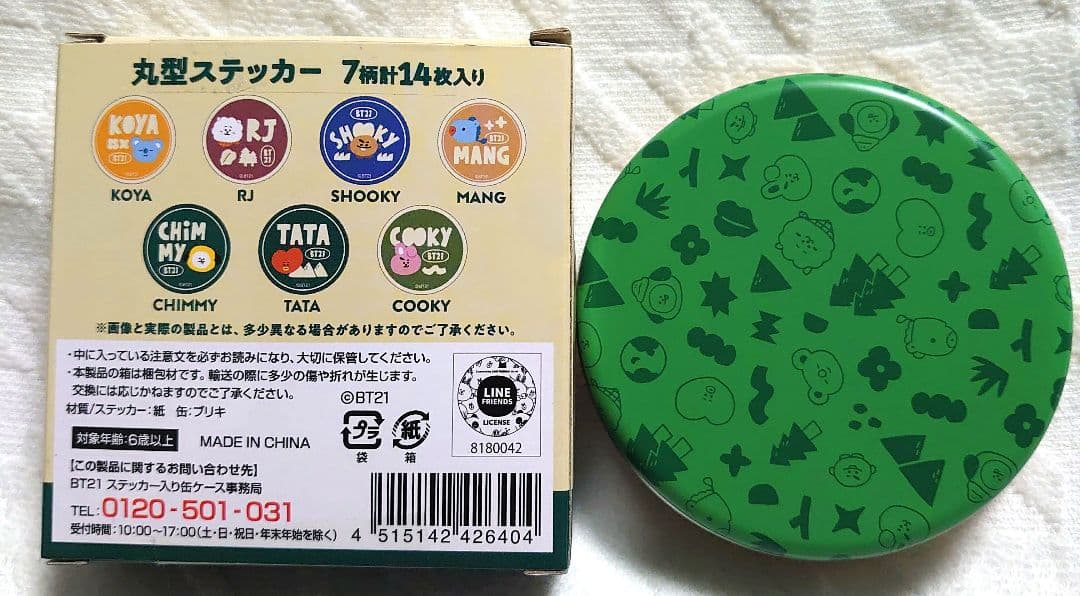 丸型ステッカー 7柄計14枚入り
KOYA
BT21
RJ
BT21
BT21
SHOOKY
MANG
BT21
KOYA
RJ
SHOOKY
MANG
CHiM
MY
BT21
TATA
BT21
COOKY
BT21
CHIMMY
TATA
COOKY
※画像と実際の製品とは、多少異なる場合がありますのでご了承ください。
・中に入っている注意文を必ずお読みになり、大切に保管してください。
・本製品の箱は梱包材です。輸送の際に多少の傷や折れが生じます。
交換には応じかねますのでご了承ください。
材質/ステッカー:紙 缶:ブリキ
©BT21
LINE
FRIENDS
LICENSE
8180042
対象年齢:6歳以上
MADE IN CHINA
プラ
袋
紙
箱
【この製品に関するお問い合わせ先】
BT21 ステッカー入り缶ケース事務局
TEL:0120-501-031
受付時間:10:00〜17:00(土・日・祝日・年末年始を除く)
4 515142 426404